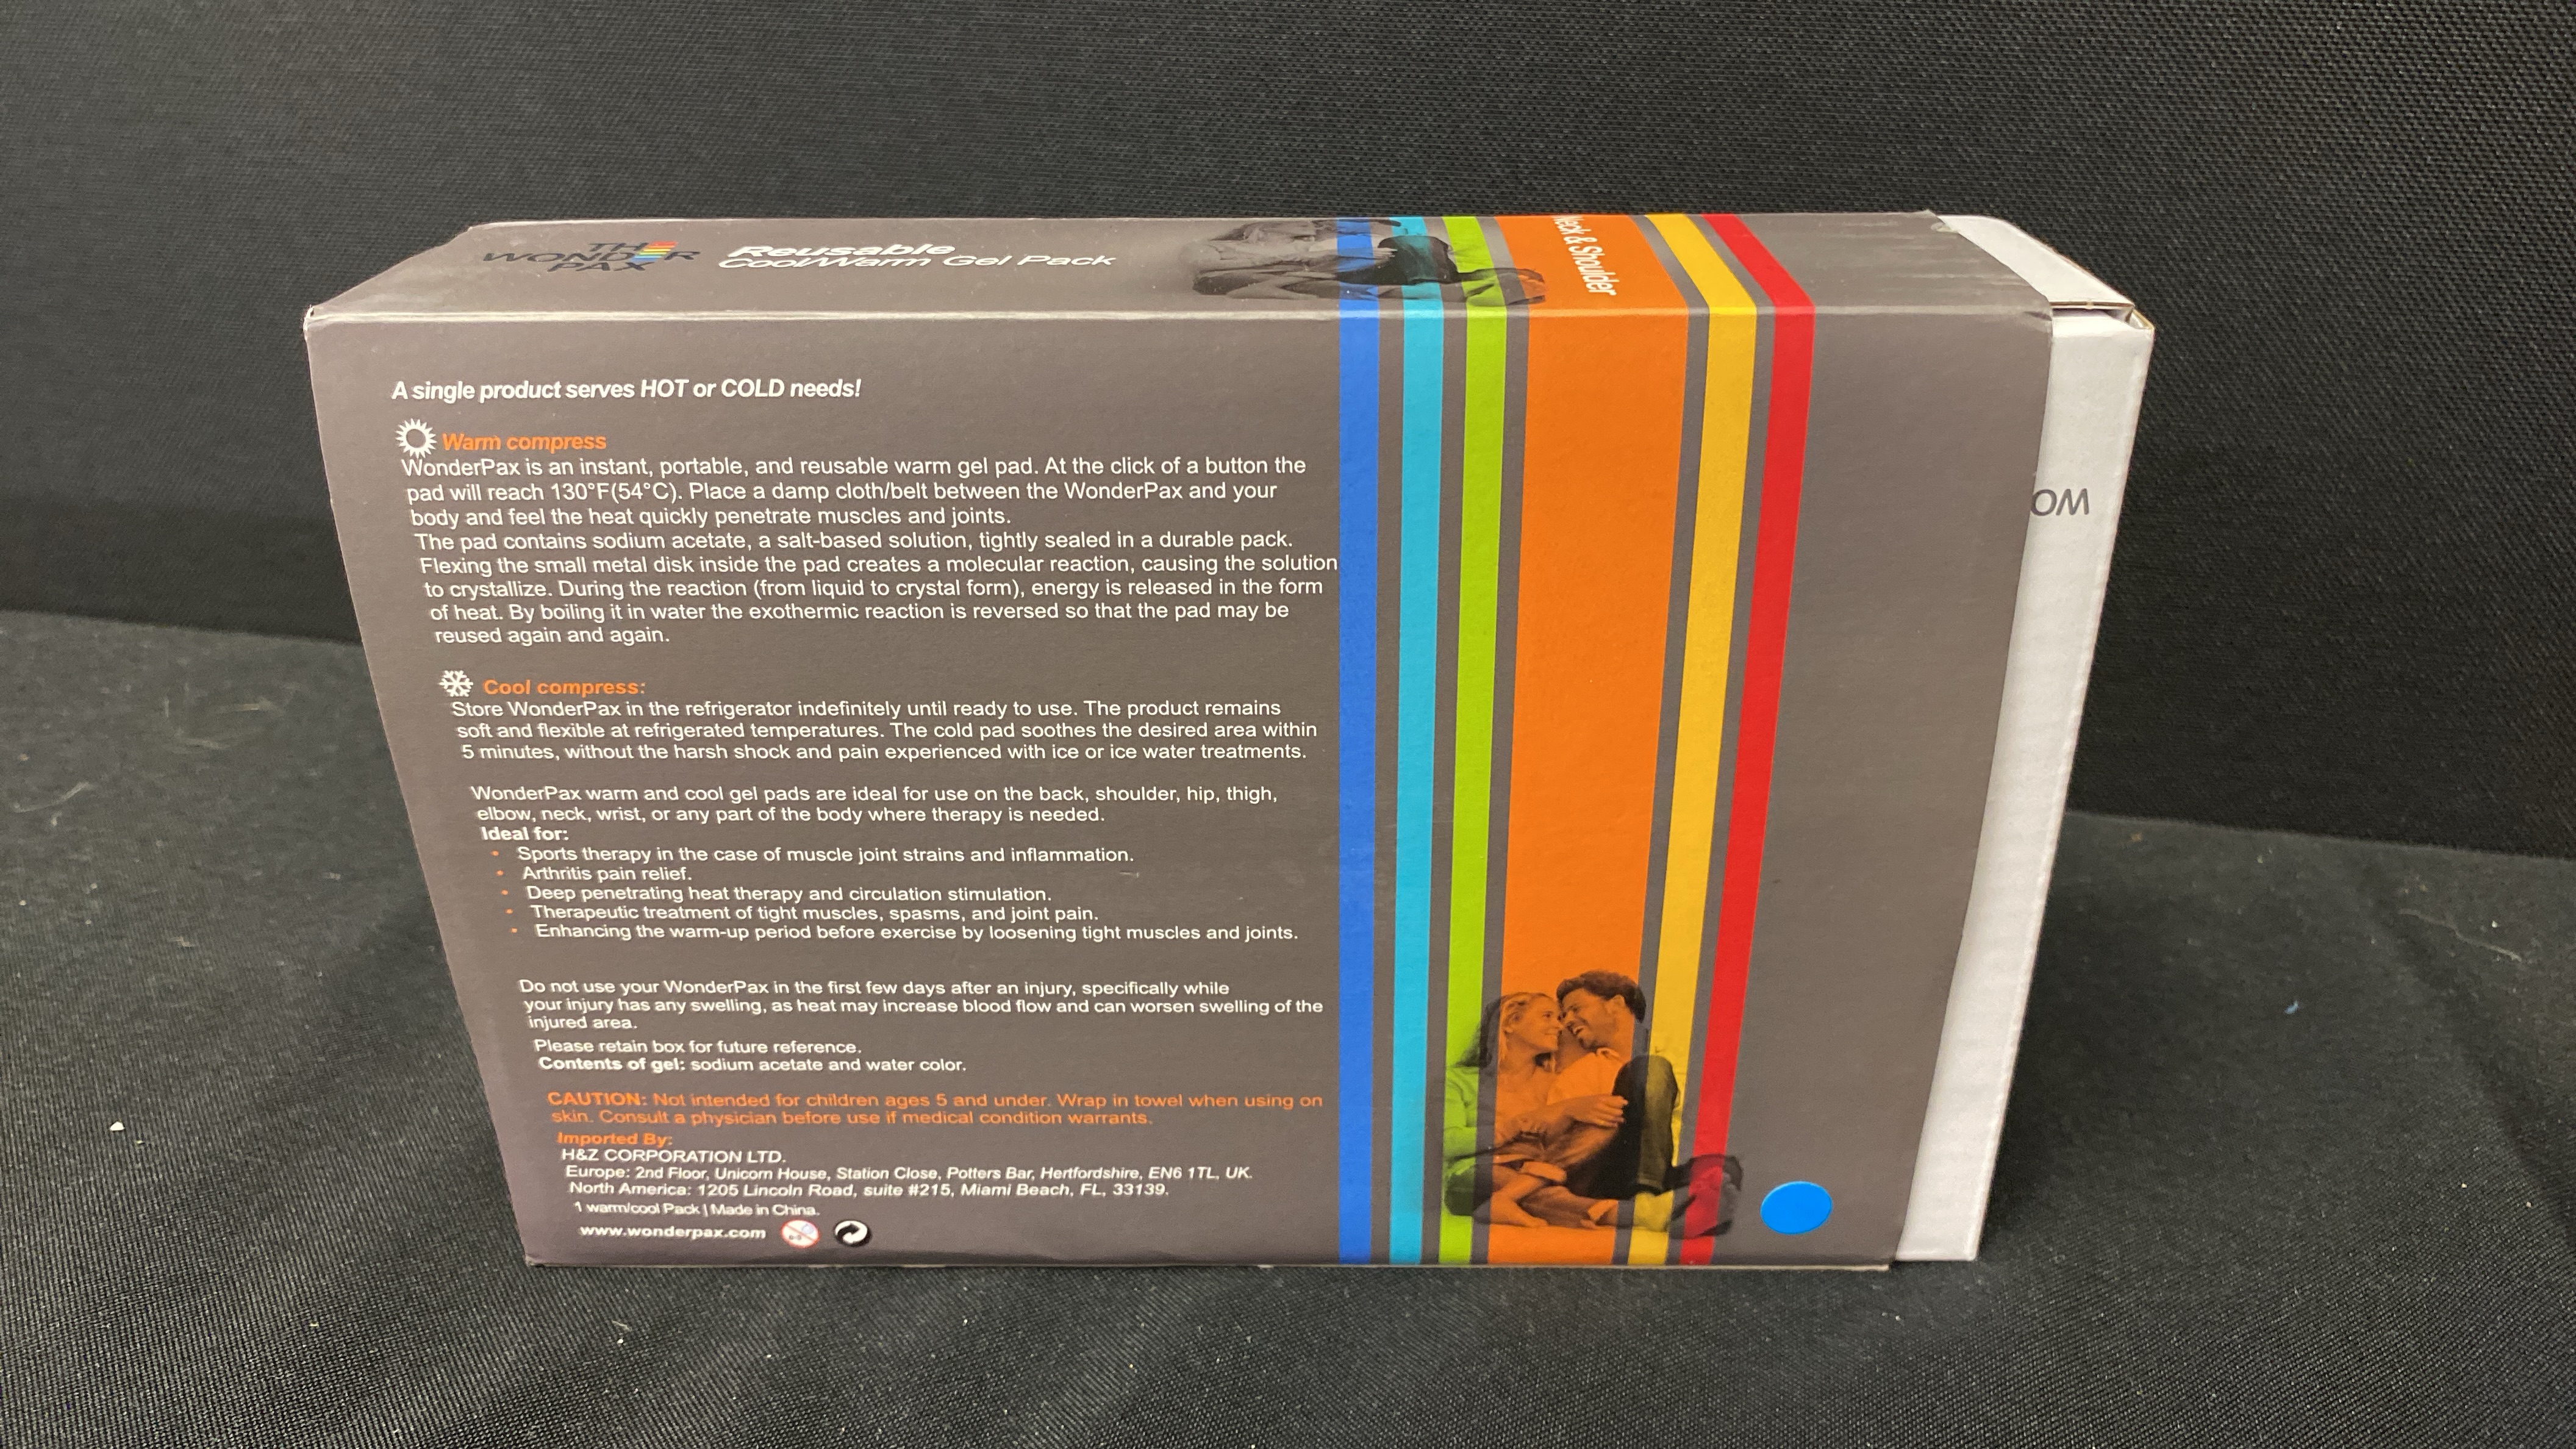 THE
WONDER
PAX
Reusable
Cool/Warm Gel Pack
Neck & Shoulder
A single product serves HOT or COLD needs!
Warm compress
WonderPax is an instant, portable, and reusable warm gel pad. At the click of a button the
pad will reach 130°F(54°C). Place a damp cloth/belt between the WonderPax and your
body and feel the heat quickly penetrate muscles and joints.
The pad contains sodium acetate, a salt-based solution, tightly sealed in a durable pack.
Flexing the small metal disk inside the pad creates a molecular reaction, causing the solution
to crystallize. During the reaction (from liquid to crystal form), energy is released in the form
of heat. By boiling it in water the exothermic reaction is reversed so that the pad may be
reused again and again.
Cool compress:
Store WonderPax in the refrigerator indefinitely until ready to use. The product remains
soft and flexible at refrigerated temperatures. The cold pad soothes the desired area within
5 minutes, without the harsh shock and pain experienced with ice or ice water treatments.
WonderPax warm and cool gel pads are ideal for use on the back, shoulder, hip, thigh,
elbow, neck, wrist, or any part of the body where therapy is needed.
Ideal for:
• Sports therapy in the case of muscle joint strains and inflammation.
• Arthritis pain relief.
• Deep penetrating heat therapy and circulation stimulation.
• Therapeutic treatment of tight muscles, spasms, and joint pain.
• Enhancing the warm-up period before exercise by loosening tight muscles and joints.
Do not use your WonderPax in the first few days after an injury, specifically while
your injury has any swelling, as heat may increase blood flow and can worsen swelling of the
injured area.
Please retain box for future reference.
Contents of gel: sodium acetate and water color.
CAUTION: Not intended for children ages 5 and under. Wrap in towel when using on
skin. Consult a physician before use if medical condition warrants.
Imported By:
H&Z CORPORATION LTD.
Europe: 2nd Floor, Unicorn House, Station Close, Potters Bar, Hertfordshire, EN6 1TL, UK.
North America: 1205 Lincoln Road, suite #215, Miami Beach, FL, 33139.
1 warm/cool Pack | Made in China.
www.wonderpax.com